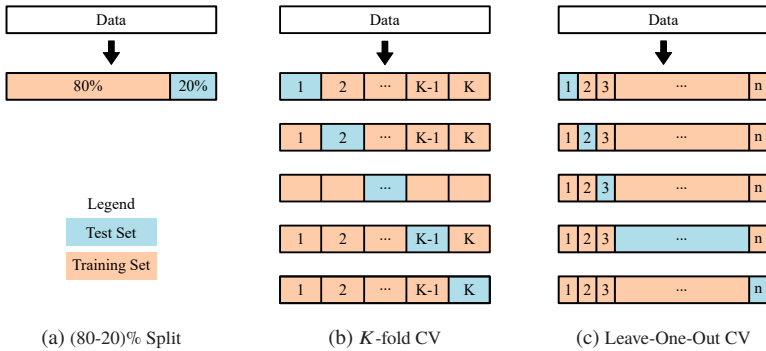 Data
80% 20%
Legend
Test Set
Training Set
(a) (80-20)% Split
Data
1 2 ... K-1 K
1 2 ... K-1 K
...
1 2 ... K-1 K
1 2 ... K-1 K
(b) K-fold CV
Data
1 2 3 ... n
1 2 3 ... n
1 2 3 ... n
1 2 3 ... n
1 2 3 ... n
(c) Leave-One-Out CV